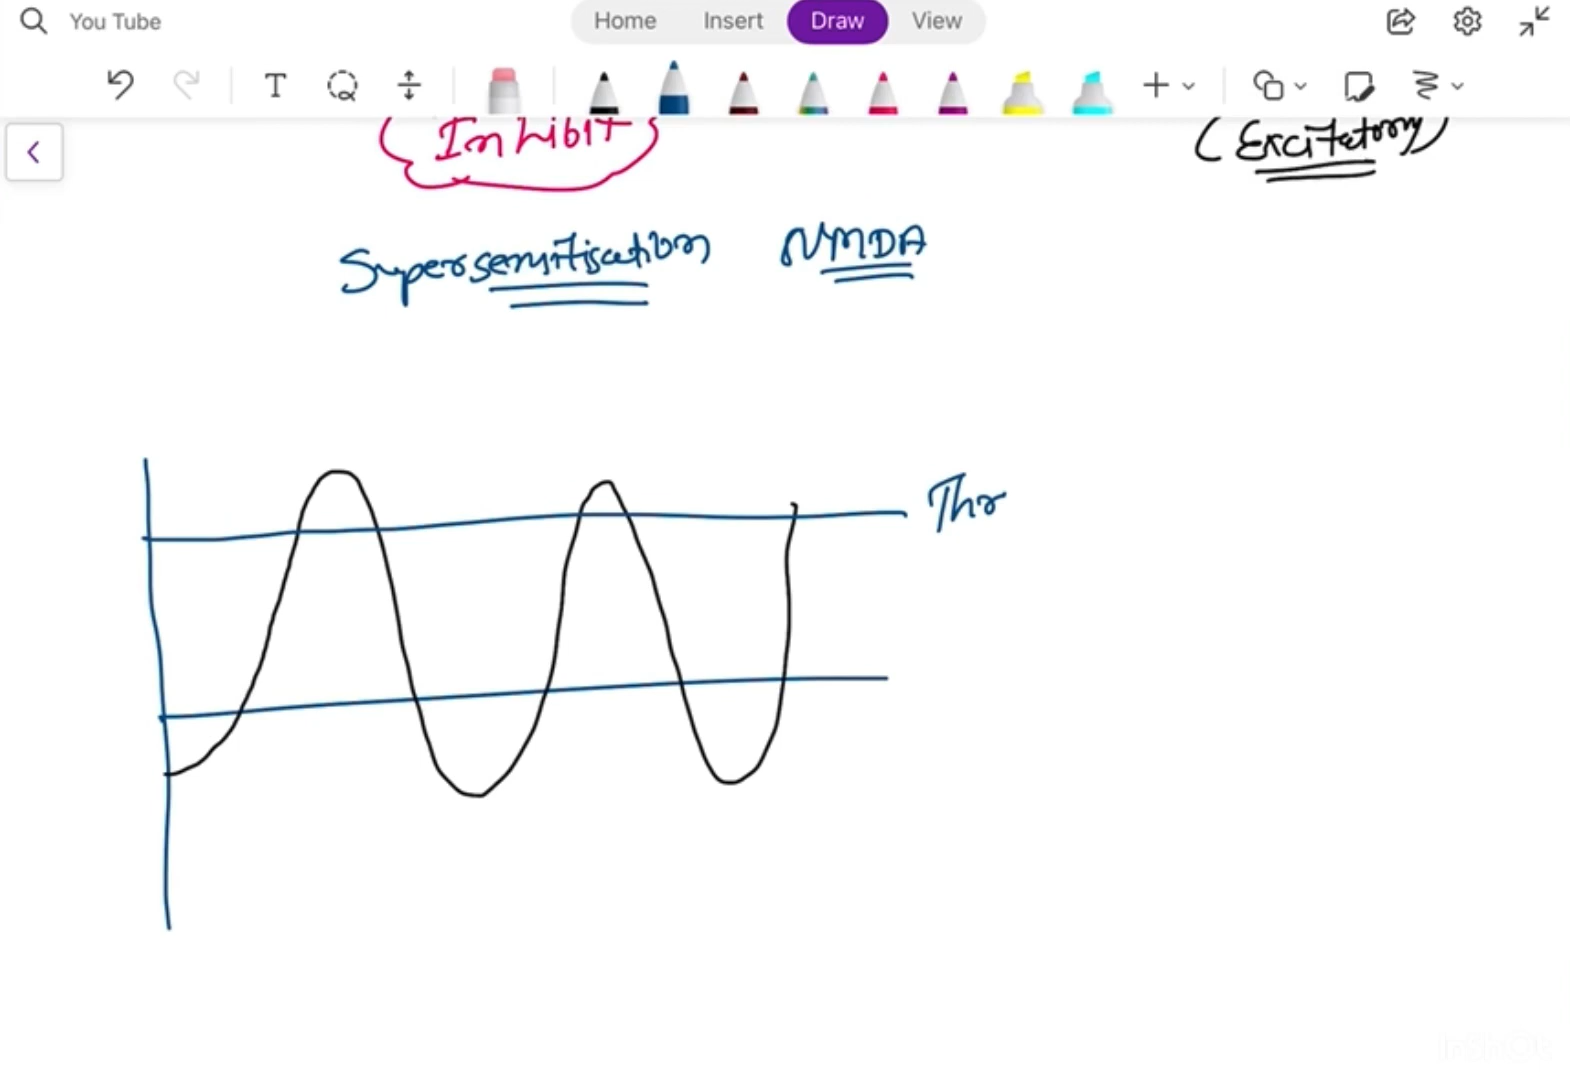 You Tube Home Insert Draw View
T
(Inhibit) (Excitatory)
Supersensitisation NMDA
Thr